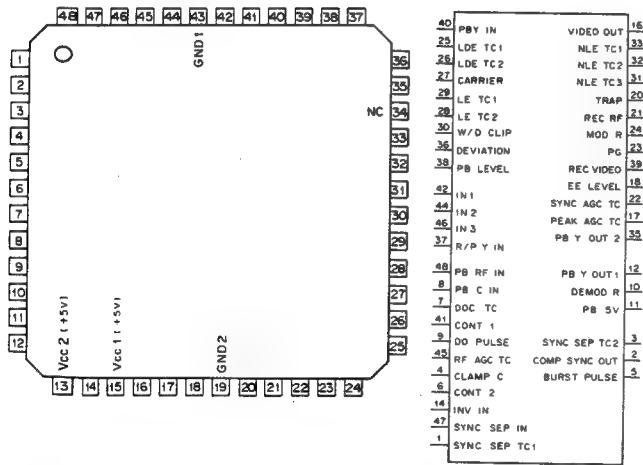 48 47 46 45 44 43 42 41 40 39 38 37
GND1
1 36
2 35
3 NC 34
4 33
5 32
6 31
7 30
8 29
9 28
10 27
11 26
12 25
Vcc 2 (+5V) Vcc 1 (+5V) GND2
13 14 15 16 17 18 19 20 21 22 23 24
40 PBY IN VIDEO OUT 16
25 LDE TC1 NLE TC1 33
26 LDE TC2 NLE TC2 32
27 CARRIER NLE TC3 31
29 LE TC1 TRAP 20
28 LE TC2 REC RF 21
30 W/D CLIP MOD R 24
36 DEVIATION PG 23
38 PB LEVEL REC VIDEO 39
EE LEVEL 18
42 IN 1 SYNC AGC TC 22
44 IN 2 PEAK AGC TC 17
46 IN 3 PB Y OUT 2 35
37 R/P Y IN
48 PB RF IN PB Y OUT1 12
8 PB C IN DEMOD R 10
7 DOC TC PB 5V 11
41 CONT 1
9 DO PULSE SYNC SEP TC2 3
45 RF AGC TC COMP SYNC OUT 2
4 CLAMP C BURST PULSE 5
6 CONT 2
14 INV IN
47 SYNC SEP IN
1 SYNC SEP TC1